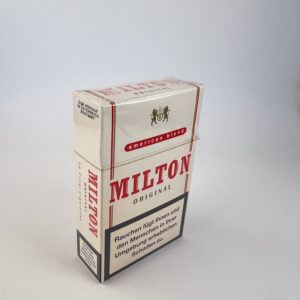 MILTON
ORIGINAL
american blend
MILTON
ORIGINAL
Rauchen fügt Ihnen und
den Menschen in Ihrer
Umgebung erheblichen
Schaden zu.
MILTON